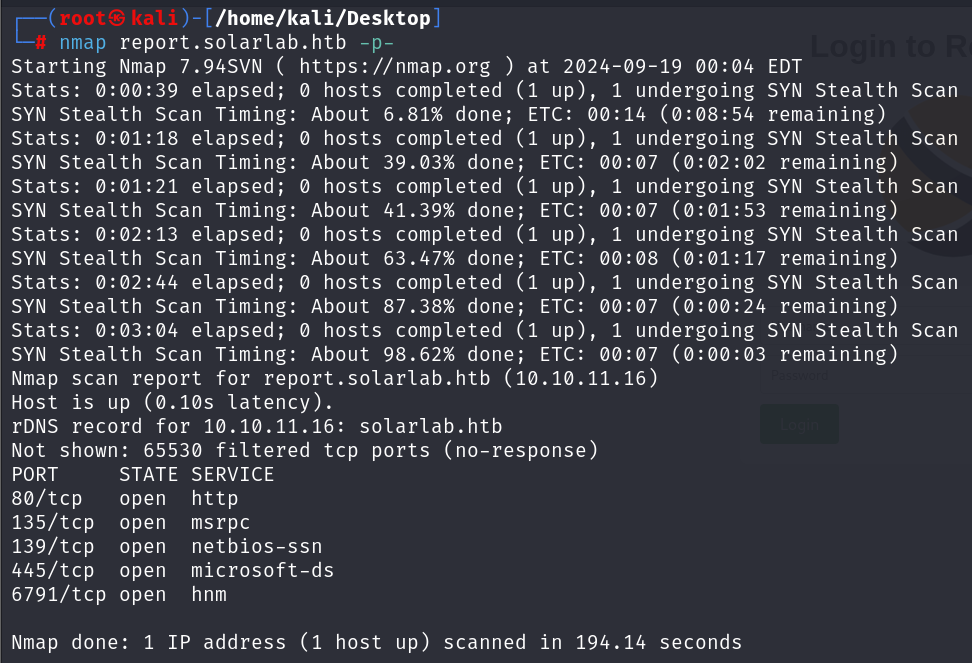 ┌──(root㉿kali)-[/home/kali/Desktop]
└─# nmap report.solarlab.htb -p-
Login to R
Starting Nmap 7.94SVN ( https://nmap.org ) at 2024-09-19 00:04 EDT
Stats: 0:00:39 elapsed; 0 hosts completed (1 up), 1 undergoing SYN Stealth Scan
SYN Stealth Scan Timing: About 6.81% done; ETC: 00:14 (0:08:54 remaining)
Stats: 0:01:18 elapsed; 0 hosts completed (1 up), 1 undergoing SYN Stealth Scan
SYN Stealth Scan Timing: About 39.03% done; ETC: 00:07 (0:02:02 remaining)
Stats: 0:01:21 elapsed; 0 hosts completed (1 up), 1 undergoing SYN Stealth Scan
SYN Stealth Scan Timing: About 41.39% done; ETC: 00:07 (0:01:53 remaining)
Stats: 0:02:13 elapsed; 0 hosts completed (1 up), 1 undergoing SYN Stealth Scan
SYN Stealth Scan Timing: About 63.47% done; ETC: 00:08 (0:01:17 remaining)
Stats: 0:02:44 elapsed; 0 hosts completed (1 up), 1 undergoing SYN Stealth Scan
SYN Stealth Scan Timing: About 87.38% done; ETC: 00:07 (0:00:24 remaining)
Stats: 0:03:04 elapsed; 0 hosts completed (1 up), 1 undergoing SYN Stealth Scan
SYN Stealth Scan Timing: About 98.62% done; ETC: 00:07 (0:00:03 remaining)
Nmap scan report for report.solarlab.htb (10.10.11.16)
Password
Host is up (0.10s latency).
rDNS record for 10.10.11.16: solarlab.htb
Login
Not shown: 65530 filtered tcp ports (no-response)
PORT     STATE SERVICE
80/tcp   open  http
135/tcp  open  msrpc
139/tcp  open  netbios-ssn
445/tcp  open  microsoft-ds
6791/tcp open  hnm
Nmap done: 1 IP address (1 host up) scanned in 194.14 seconds